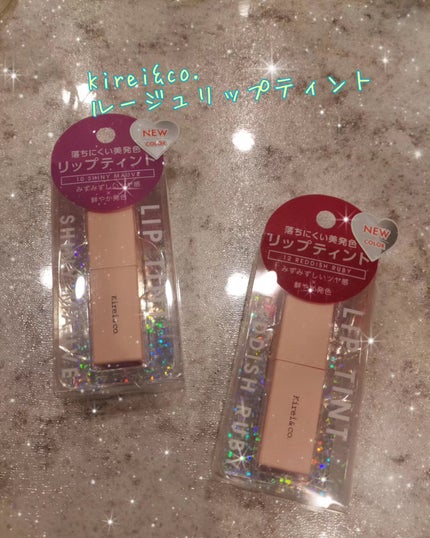 kirei&co.
ルージュリップティント
NEW
COLOR
落ちにくい美発色
リップティント
10 SHINY MAUVE
みずみずしいツヤ感
×
鮮やか発色
LIP
kirei&co.
NEW
COLOR
落ちにくい美発色
リップティント
12 REDDISH RUBY
みずみずしいツヤ感
×
鮮やか発色
LIP TINT
DDISH RUBY
kirei&co.